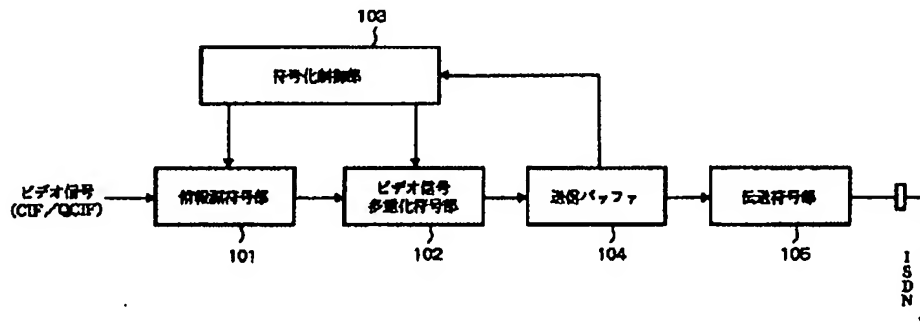 103
符号化制御部
ビデオ信号
(CIF/QCIF)
情報源符号部
ビデオ信号
多重化符号部
送信バッファ
伝送符号部
101
102
104
105
ISDN